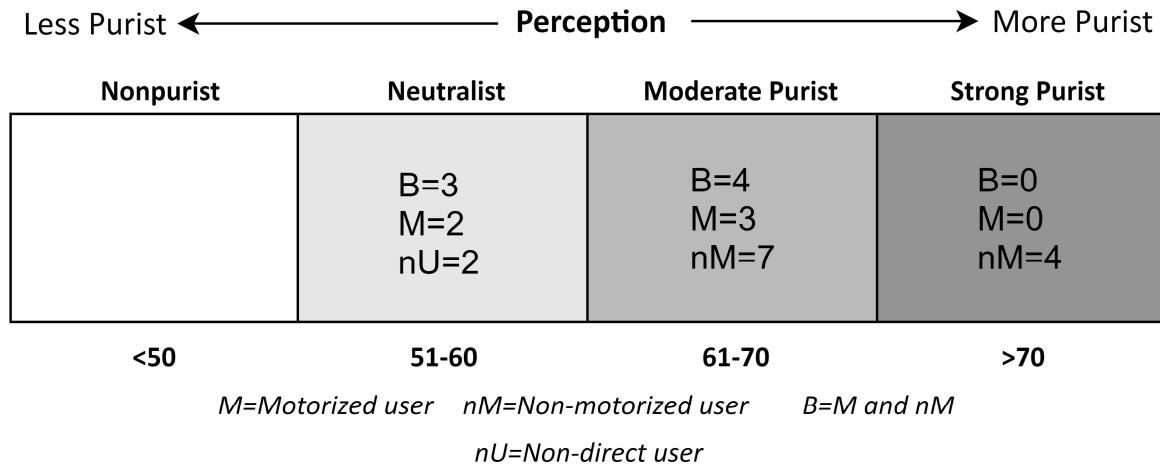 Less Purist Perception More Purist
Nonpurist Neutralist Moderate Purist Strong Purist
B=3 B=4 B=0
M=2 M=3 M=0
nU=2 nM=7 nM=4
<50 51-60 61-70 >70
M=Motorized user nM=Non-motorized user B=M and nM
nU=Non-direct user